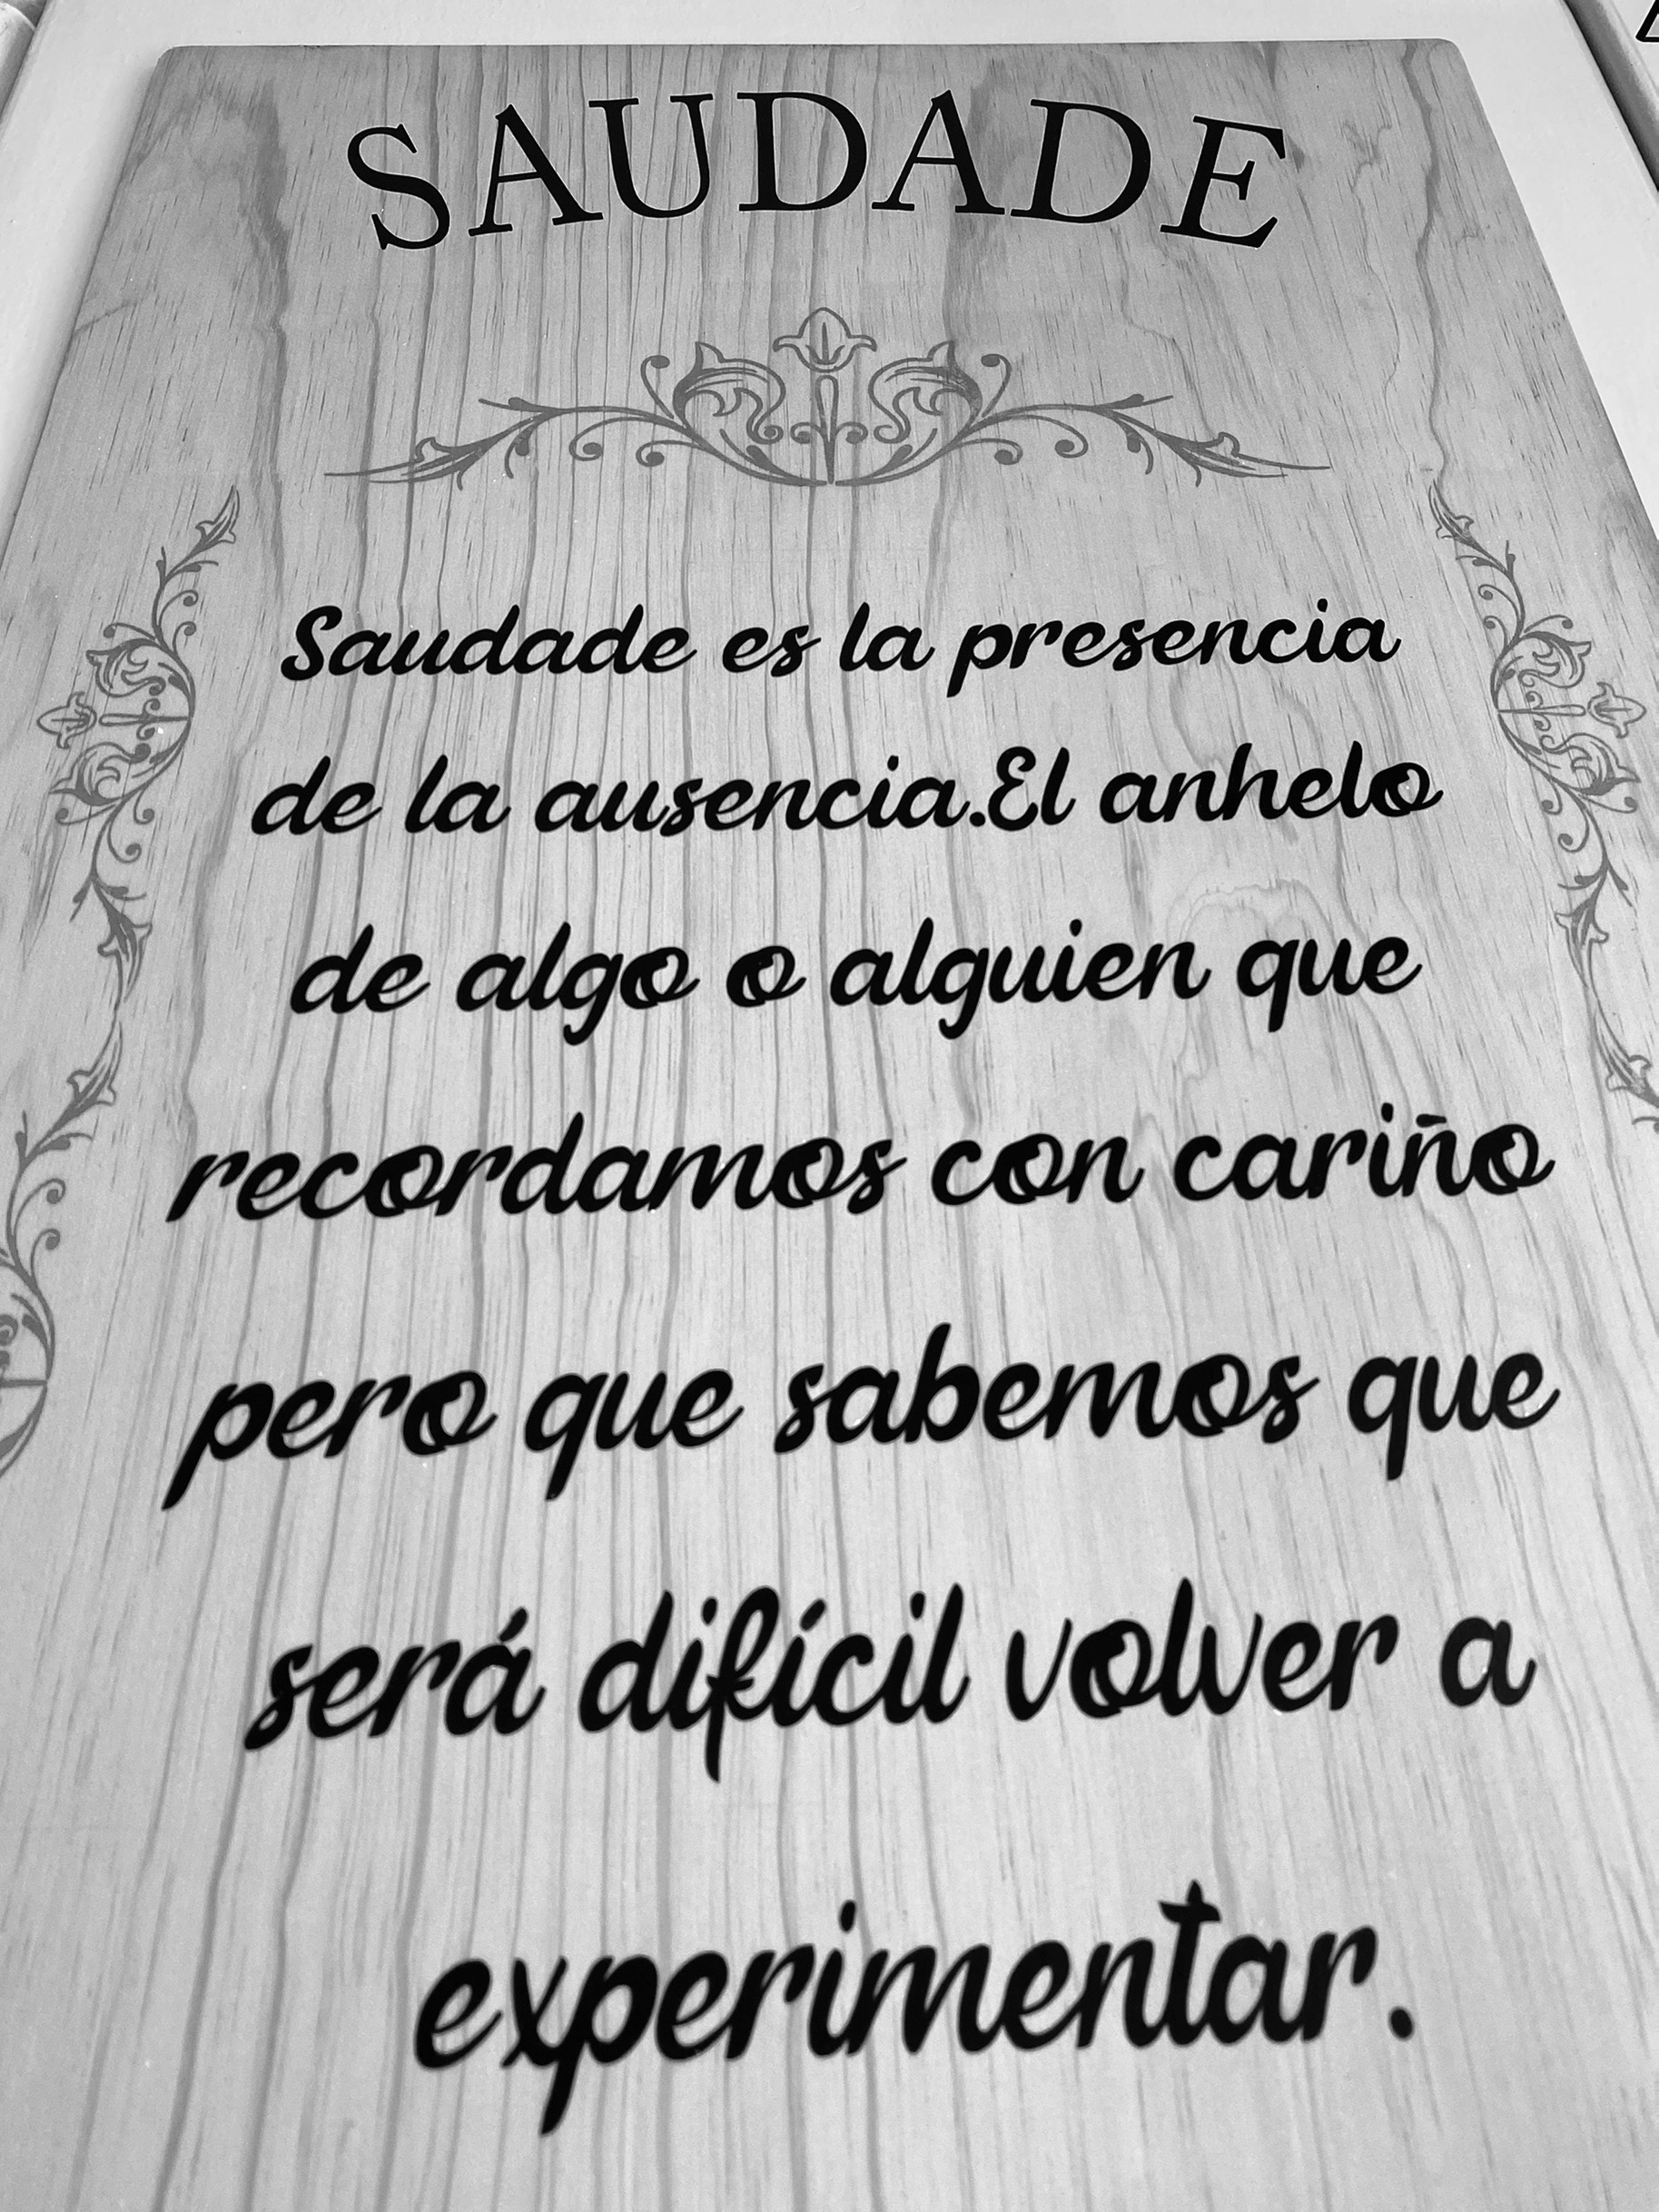 SAUDADE
Saudade es la presencia
de la ausencia.El anhelo
de algo o alguien que
recordamos con cariño
pero que sabemos que
será difícil volver a
experimentar.